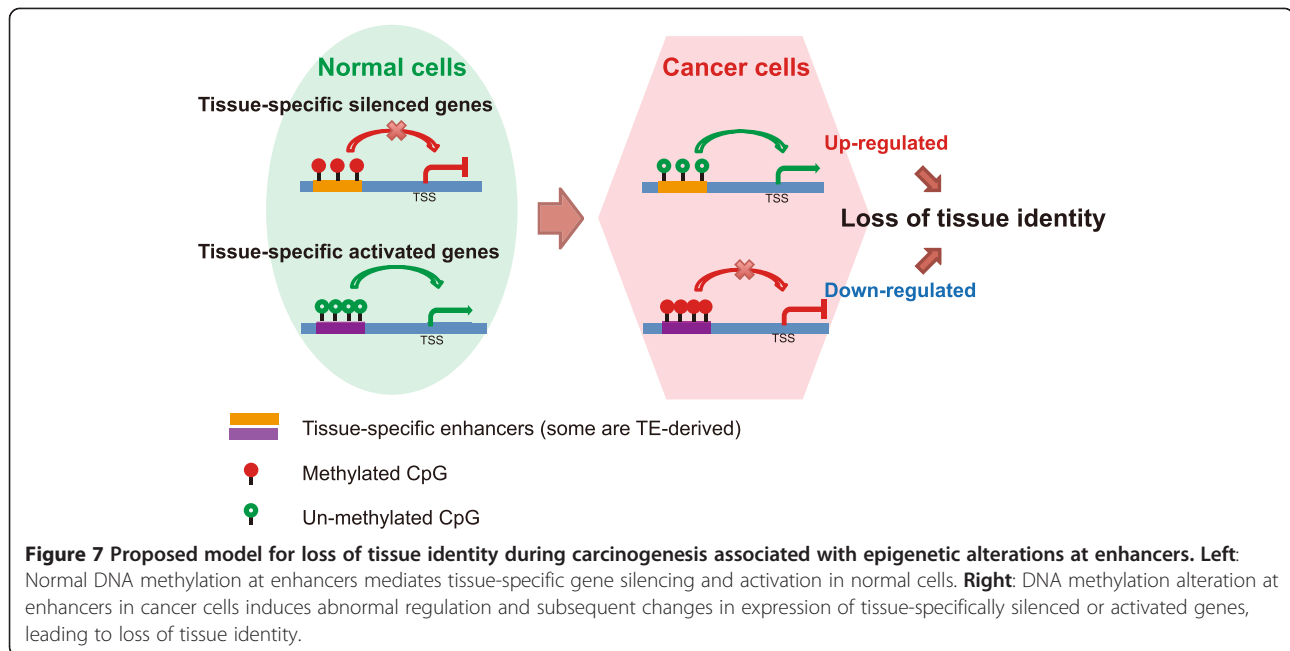 Normal cells
Tissue-specific silenced genes
TSS
Tissue-specific activated genes
TSS
Cancer cells
TSS
TSS
Up-regulated
Loss of tissue identity
Down-regulated
Tissue-specific enhancers (some are TE-derived)
Methylated CpG
Un-methylated CpG
Figure 7 Proposed model for loss of tissue identity during carcinogenesis associated with epigenetic alterations at enhancers. Left:
Normal DNA methylation at enhancers mediates tissue-specific gene silencing and activation in normal cells. Right: DNA methylation alteration at
enhancers in cancer cells induces abnormal regulation and subsequent changes in expression of tissue-specifically silenced or activated genes,
leading to loss of tissue identity.